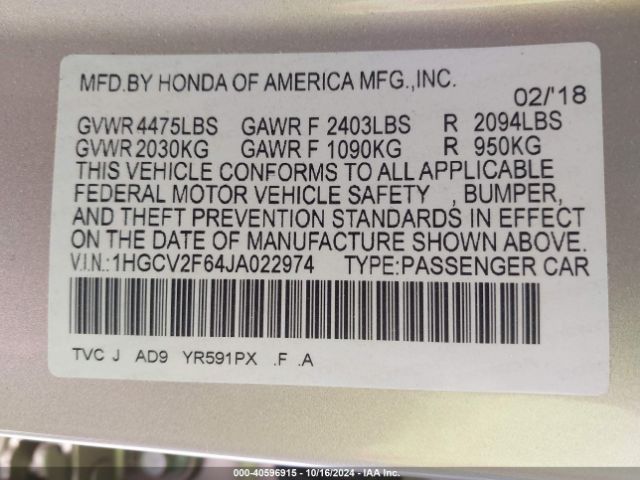 MFD.BY HONDA OF AMERICA MFG.,INC.
02/'18
GVWR 4475LBS GAWR F 2403LBS R 2094LBS
GVWR 2030KG GAWR F 1090KG R 950KG
THIS VEHICLE CONFORMS TO ALL APPLICABLE
FEDERAL MOTOR VEHICLE SAFETY , BUMPER,
AND THEFT PREVENTION STANDARDS IN EFFECT
ON THE DATE OF MANUFACTURE SHOWN ABOVE.
V.I.N.:1HGCV2F64JA022974 TYPE:PASSENGER CAR
TVC J AD9 YR591PX .F .A
000-40596915 | 10/16/2024 | IAA Inc.